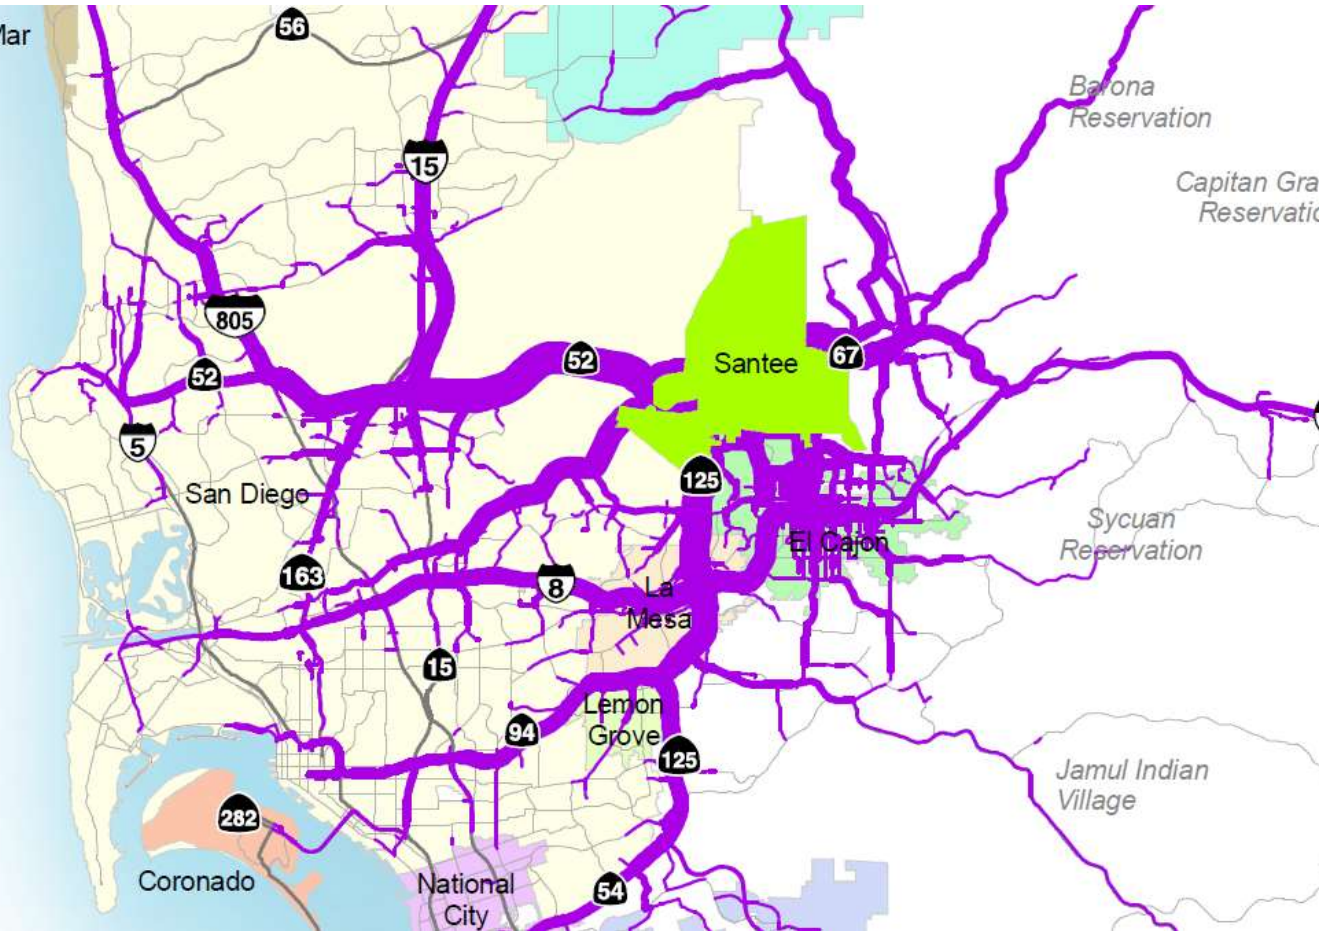 56
Mar
Barona
Reservation
15
Capitan Gra
Reservatio
805
52
67
Santee
52
5
125
San Diego
Sycuan
Reservation
El Cajon
163
8
La
Mesa
15
Lemon
Grove
94
125
Jamul Indian
Village
282
Coronado
National
City
54